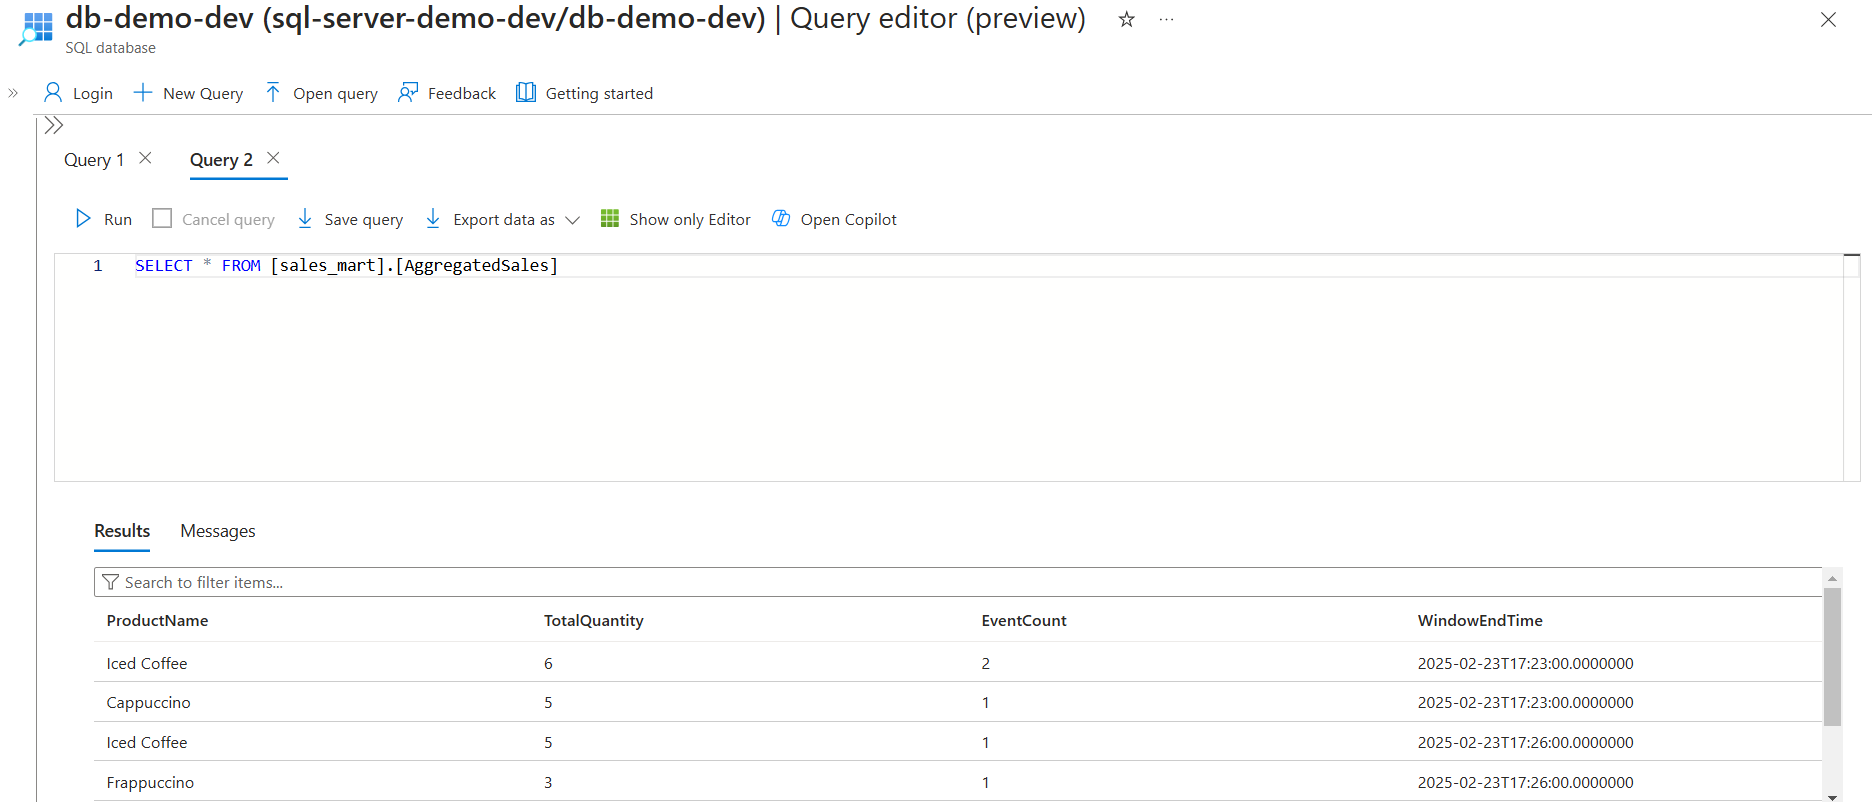 db-demo-dev (sql-server-demo-dev/db-demo-dev) | Query editor (preview)
SQL database
Login New Query Open query Feedback Getting started
Query 1 Query 2
Run Cancel query Save query Export data as Show only Editor Open Copilot
1 SELECT * FROM [sales_mart].[AggregatedSales]
Results Messages
Search to filter items...
ProductName TotalQuantity EventCount WindowEndTime
Iced Coffee 6 2 2025-02-23T17:23:00.0000000
Cappuccino 5 1 2025-02-23T17:23:00.0000000
Iced Coffee 5 1 2025-02-23T17:26:00.0000000
Frappuccino 3 1 2025-02-23T17:26:00.0000000